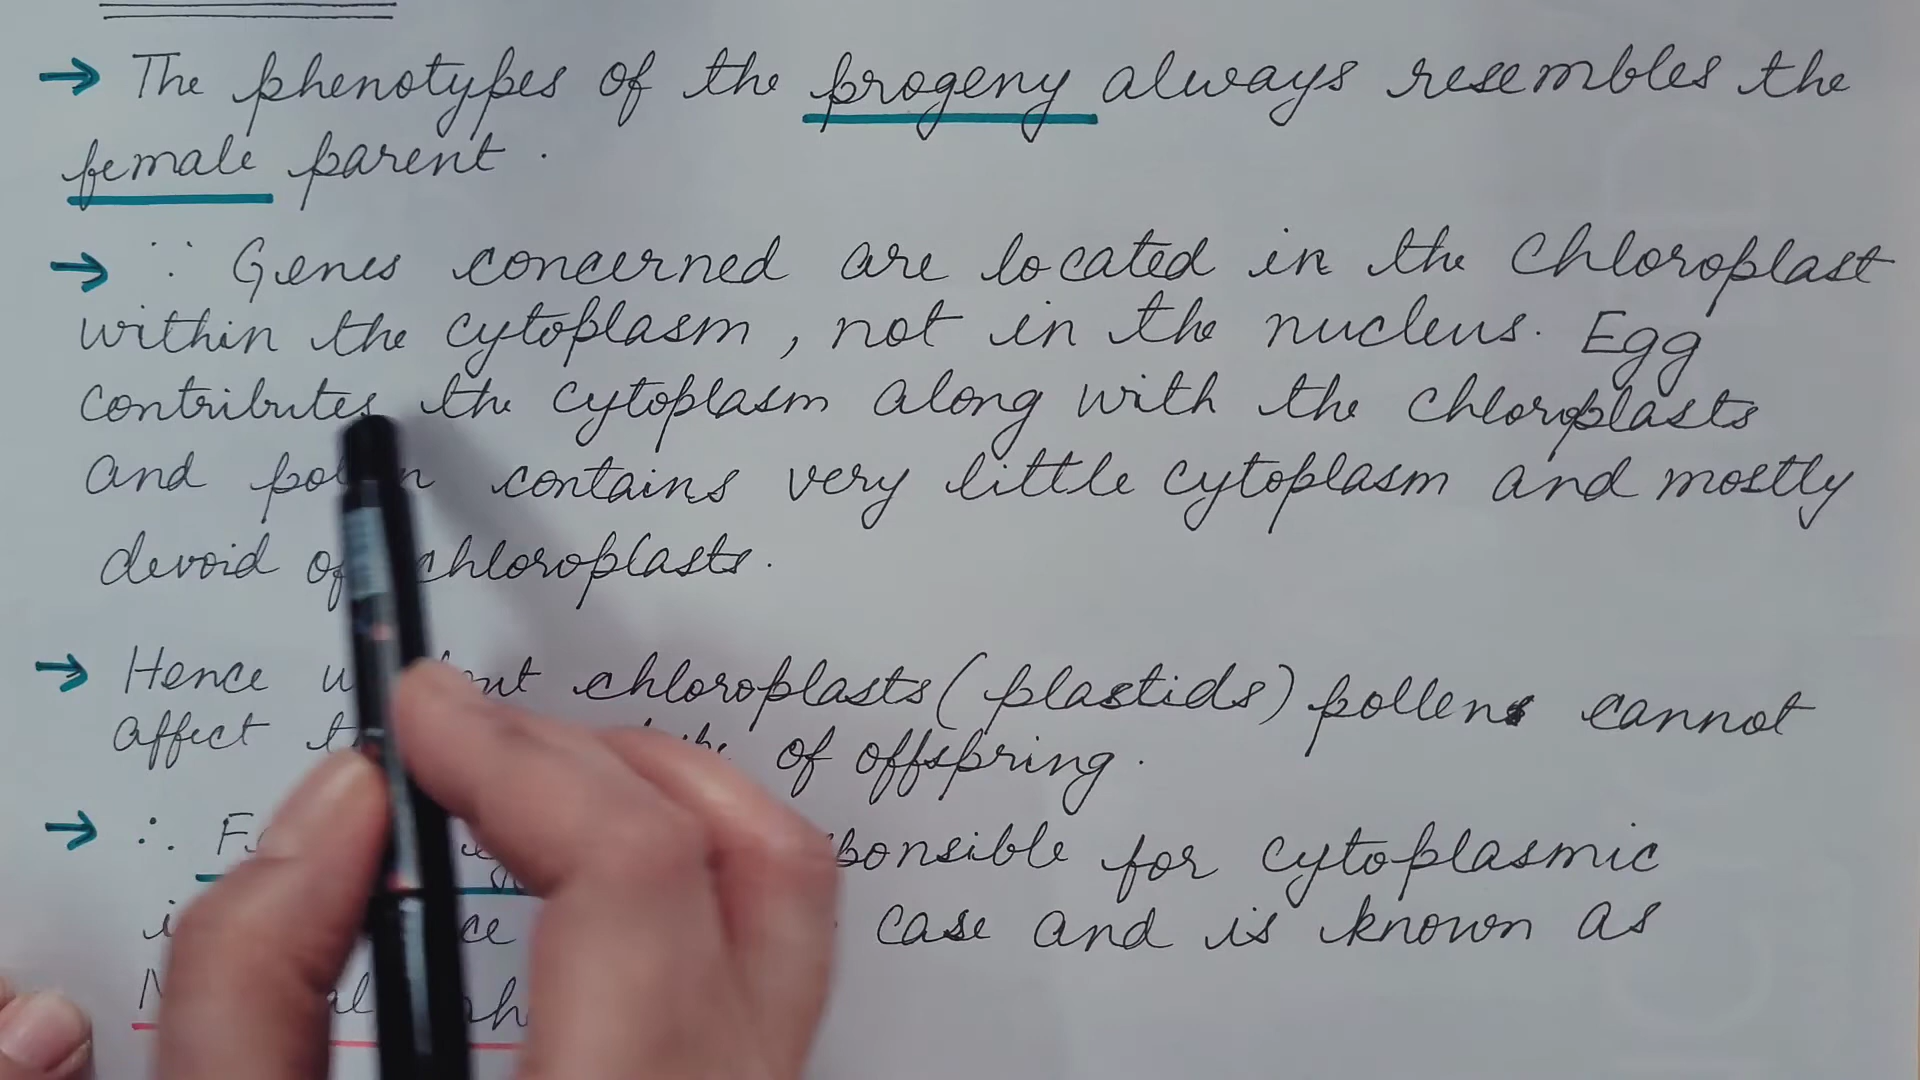 → The phenotypes of the progeny always resembles the
female parent.
→ ∵ Genes concerned are located in the Chloroplast
within the cytoplasm, not in the nucleus. Egg
contributes the cytoplasm along with the chloroplasts
and pollen contains very little cytoplasm and mostly
devoid of chloroplasts.
→ Hence without chloroplasts (plastids) pollens cannot
affect of offspring.
→ ∴ responsible for cytoplasmic
case and is known as